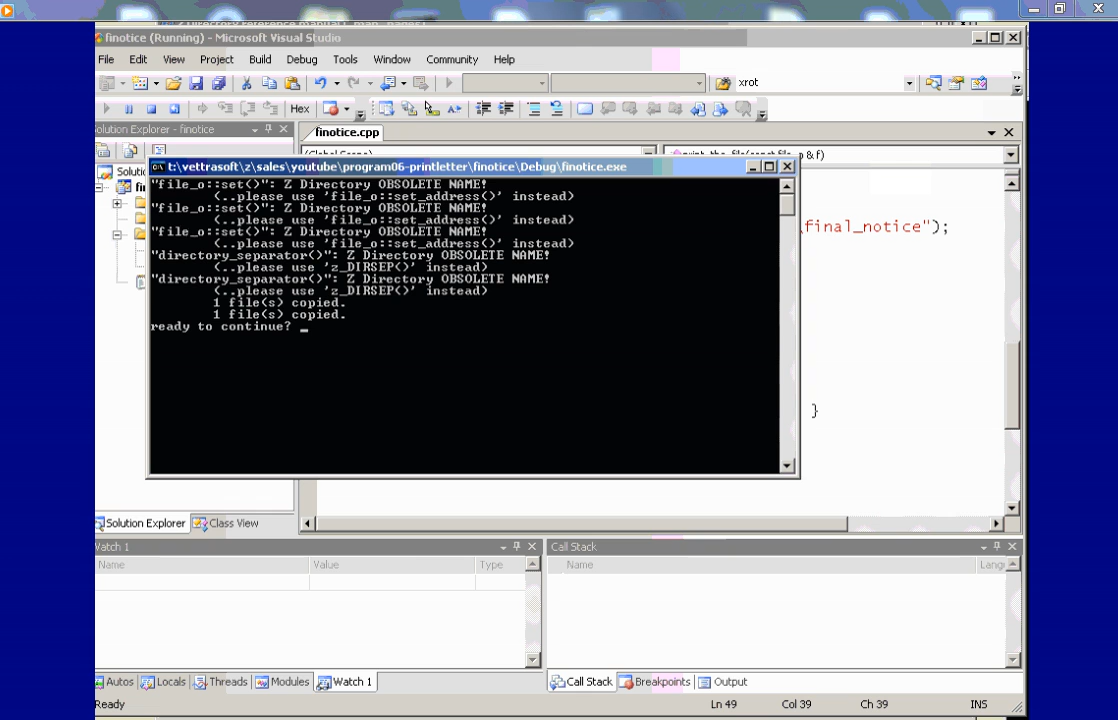 finotice (Running) - Microsoft Visual Studio
File Edit View Project Build Debug Tools Window Community Help
xrot
Hex
Solution Explorer - finotice
finotice.cpp
t:\vettrasoft\z\sales\youtube\program06-printletter\finotice\Debug\finotice.exe
"file_o::set()": Z Directory OBSOLETE NAME!
(..please use 'file_o::set_address()' instead)
"file_o::set()": Z Directory OBSOLETE NAME!
(..please use 'file_o::set_address()' instead)
"file_o::set()": Z Directory OBSOLETE NAME!
(..please use 'file_o::set_address()' instead)
"directory_separator()": Z Directory OBSOLETE NAME!
(..please use 'z_DIRSEP()' instead)
"directory_separator()": Z Directory OBSOLETE NAME!
(..please use 'z_DIRSEP()' instead)
1 file(s) copied.
1 file(s) copied.
ready to continue? _
final_notice");
}
Solution Explorer Class View
Watch 1
Name Value Type
Call Stack
Name Lang
Autos Locals Threads Modules Watch 1
Call Stack Breakpoints Output
Ready Ln 49 Col 39 Ch 39 INS